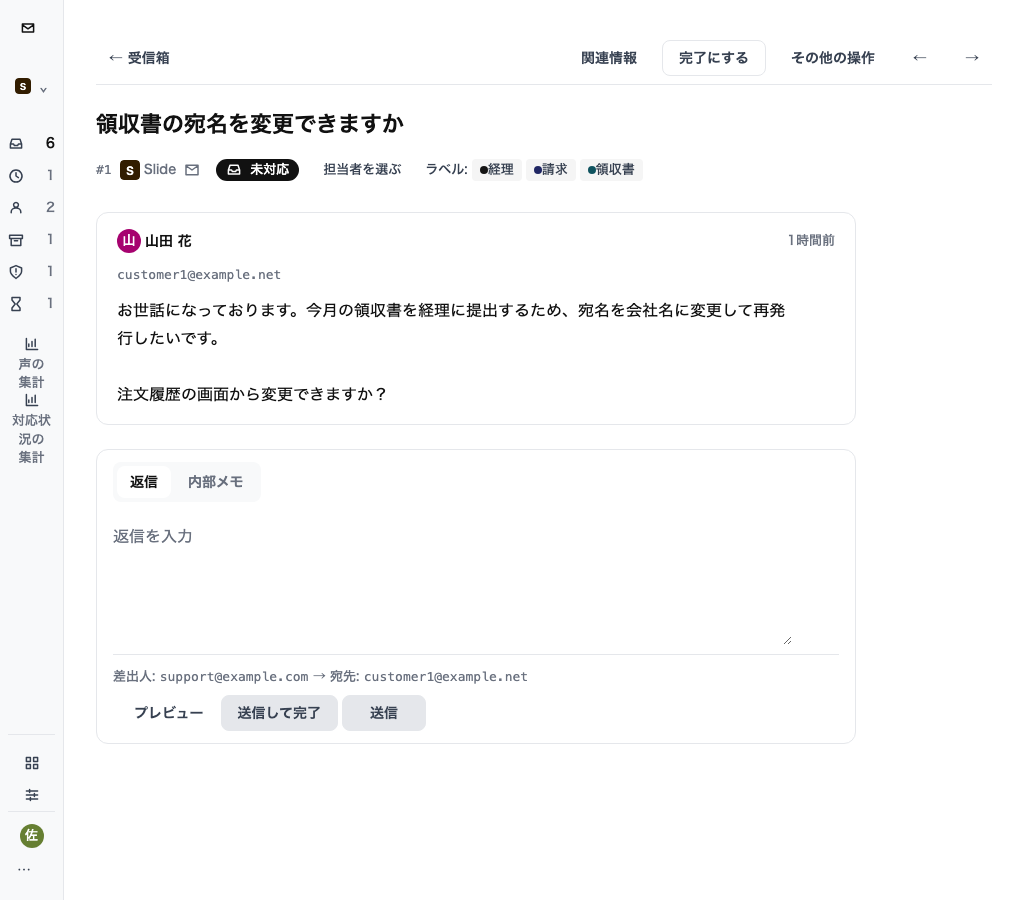 ← 受信箱
関連情報
完了にする
その他の操作
←
→
S
領収書の宛名を変更できますか
#1 S Slide 未対応 担当者を選ぶ ラベル: 経理 請求 領収書
6
1
2
1
1
1
声の
集計
対応状
況の
集計
佐
…
山 山田 花
1時間前
customer1@example.net
お世話になっております。今月の領収書を経理に提出するため、宛名を会社名に変更して再発
行したいです。
注文履歴の画面から変更できますか？
返信 内部メモ
返信を入力
差出人: support@example.com → 宛先: customer1@example.net
プレビュー 送信して完了 送信